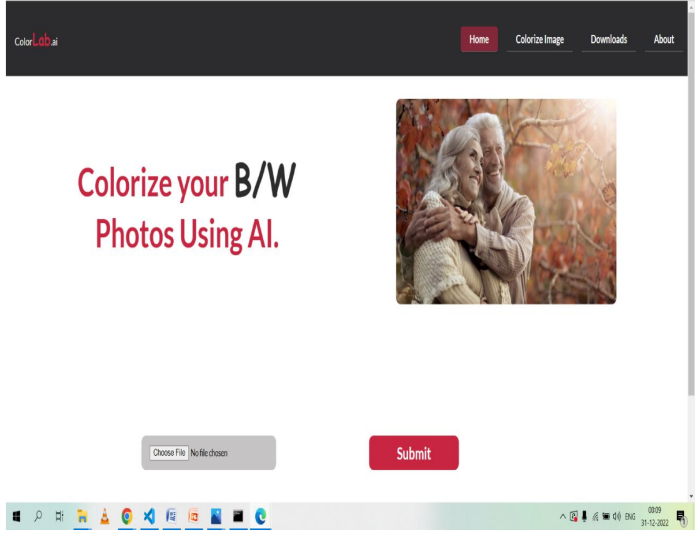 ColorLab.ai
Home Colorize Image Downloads About
Colorize your B/W
Photos Using AI.
Choose File No file chosen
Submit
ENG
00:09
31-12-2022